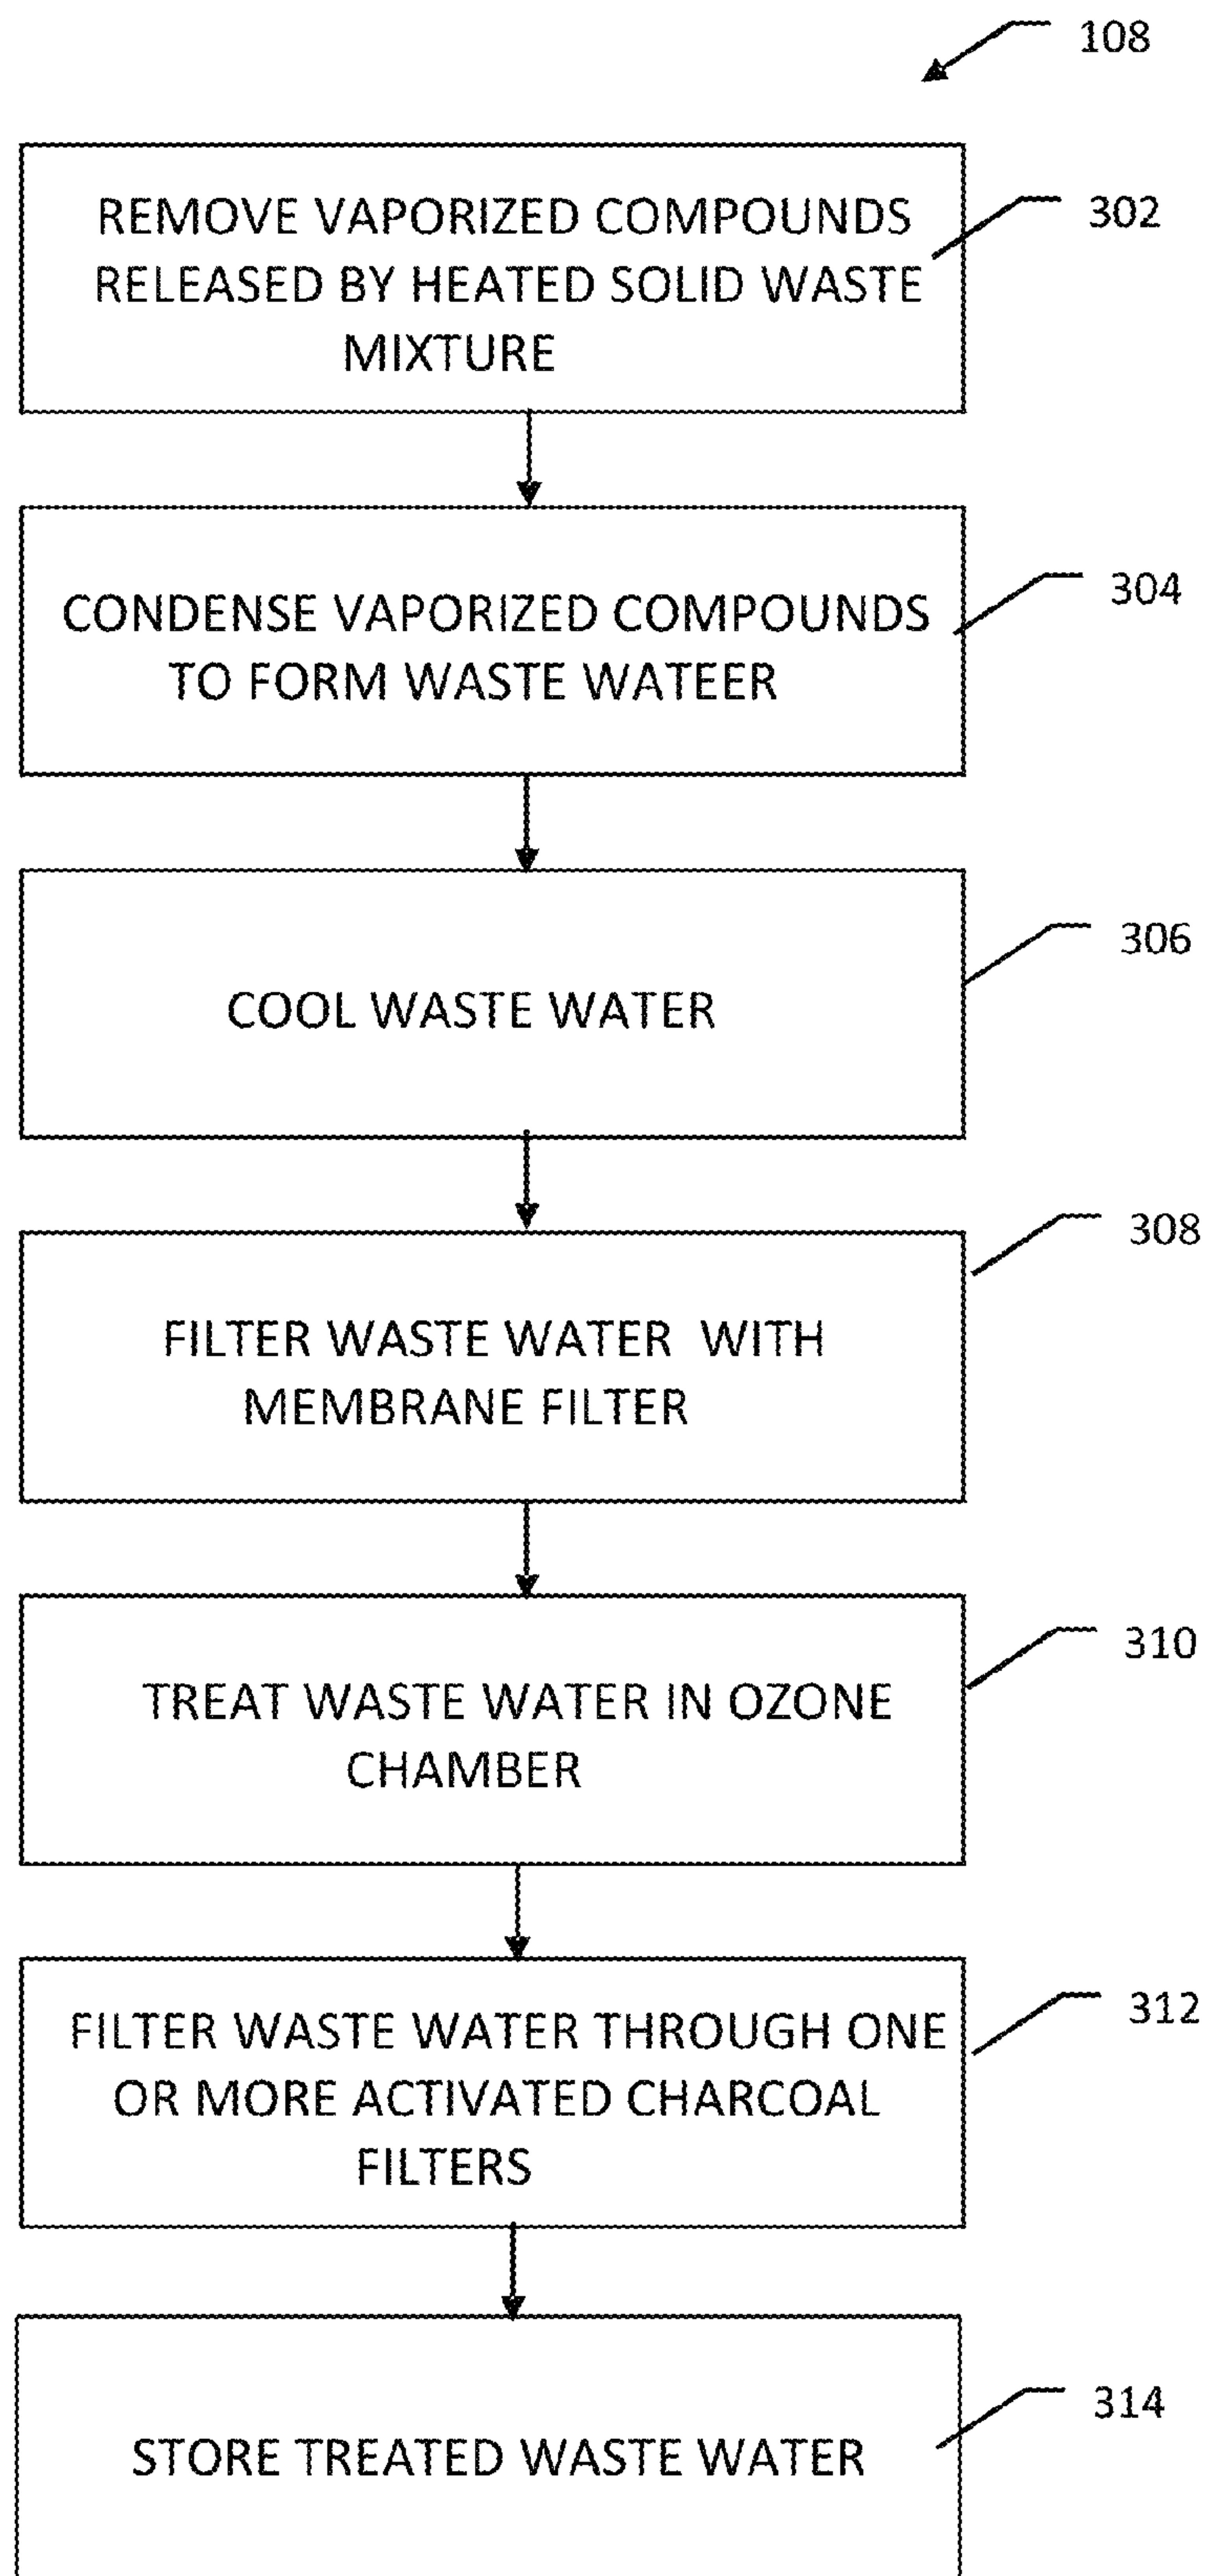 108
REMOVE VAPORIZED COMPOUNDS
RELEASED BY HEATED SOLID WASTE
MIXTURE
302
CONDENSE VAPORIZED COMPOUNDS
TO FORM WASTE WATEER
304
COOL WASTE WATER
306
FILTER WASTE WATER WITH
MEMBRANE FILTER
308
TREAT WASTE WATER IN OZONE
CHAMBER
310
FILTER WASTE WATER THROUGH ONE
OR MORE ACTIVATED CHARCOAL
FILTERS
312
STORE TREATED WASTE WATER
314